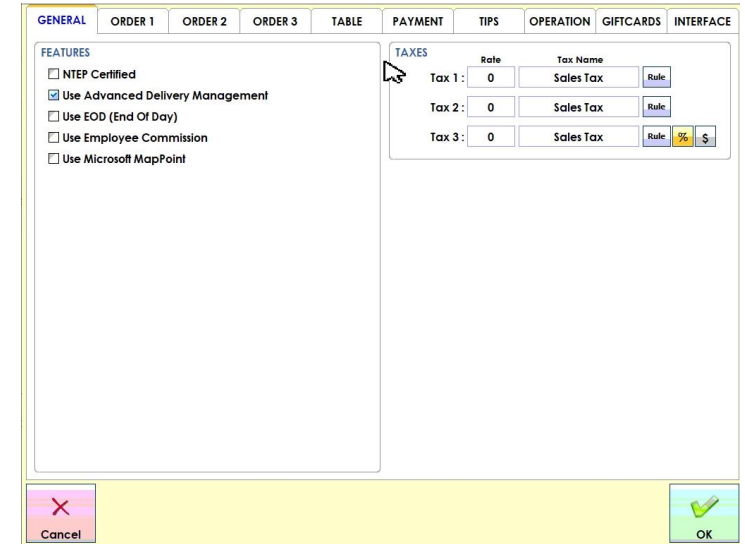 GENERAL ORDER 1 ORDER 2 ORDER 3 TABLE PAYMENT TIPS OPERATION GIFTCARDS INTERFACE
FEATURES
NTEP Certified
Use Advanced Delivery Management
Use EOD (End Of Day)
Use Employee Commission
Use Microsoft MapPoint
TAXES
Rate Tax Name
Tax 1 : 0 Sales Tax Rule
Tax 2 : 0 Sales Tax Rule
Tax 3 : 0 Sales Tax Rule % $
Cancel
OK